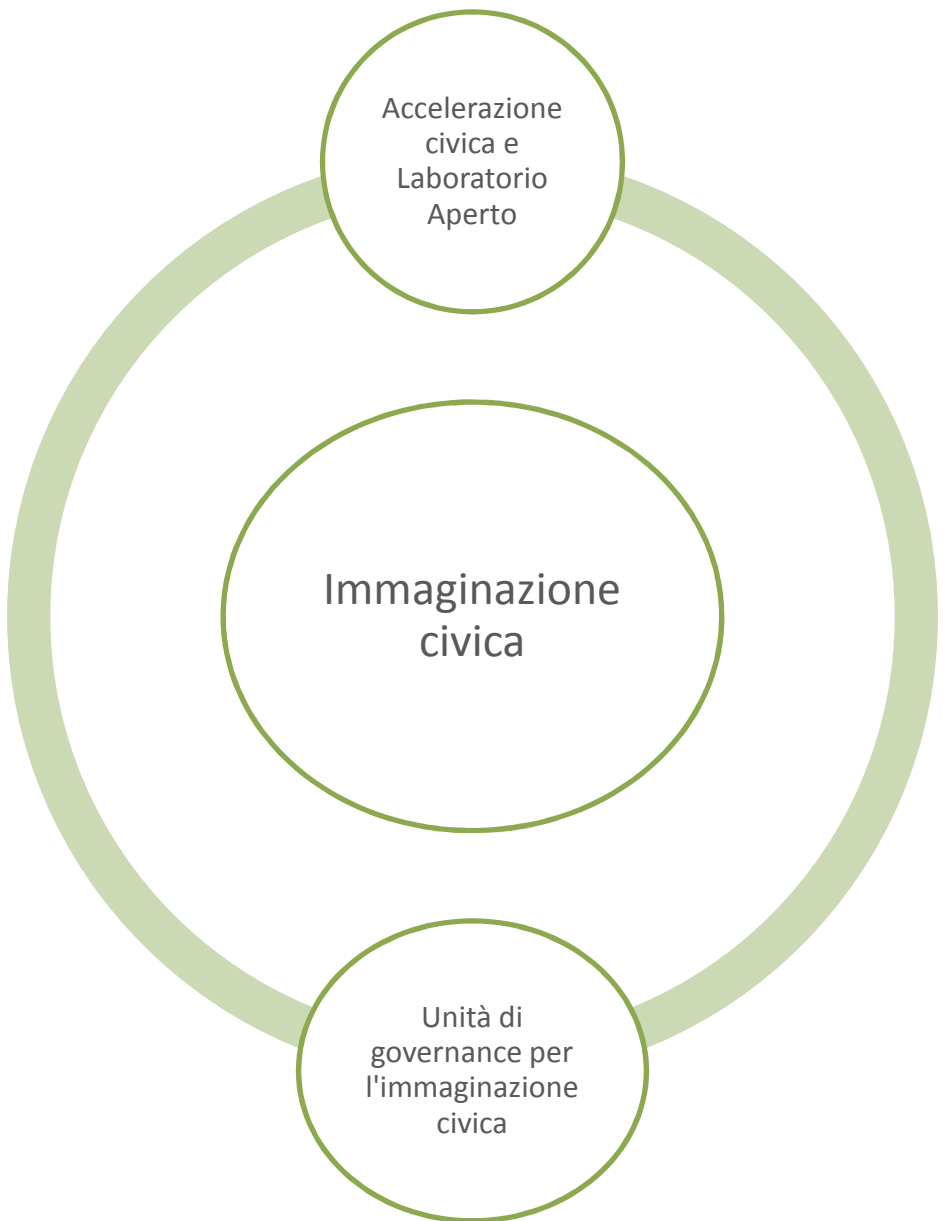 Accelerazione
civica e
Laboratorio
Aperto
Immaginazione
civica
Unità di
governance per
l'immaginazione
civica